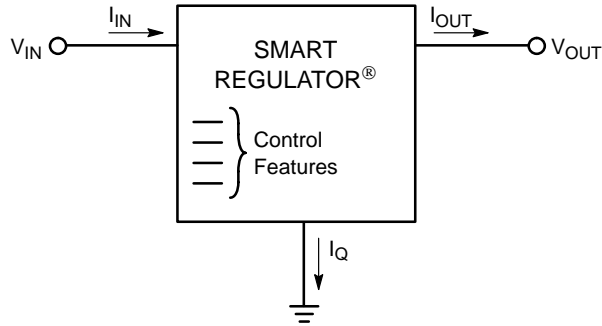 I_IN
I_OUT
V_IN
V_OUT
SMART
REGULATOR®
Control
Features
I_Q